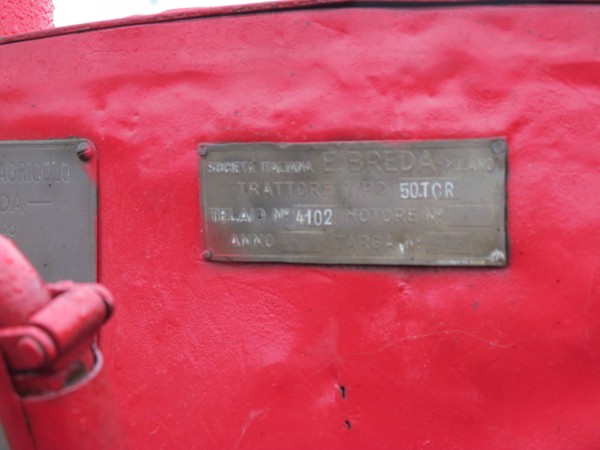 AGRICOLO
DA —
SOCIETÀ ITALIANA E. BREDA - MILANO
TRATTORE TIPO 50.TCR
TELAIO Nº 4102 MOTORE Nº
ANNO TARGA Nº